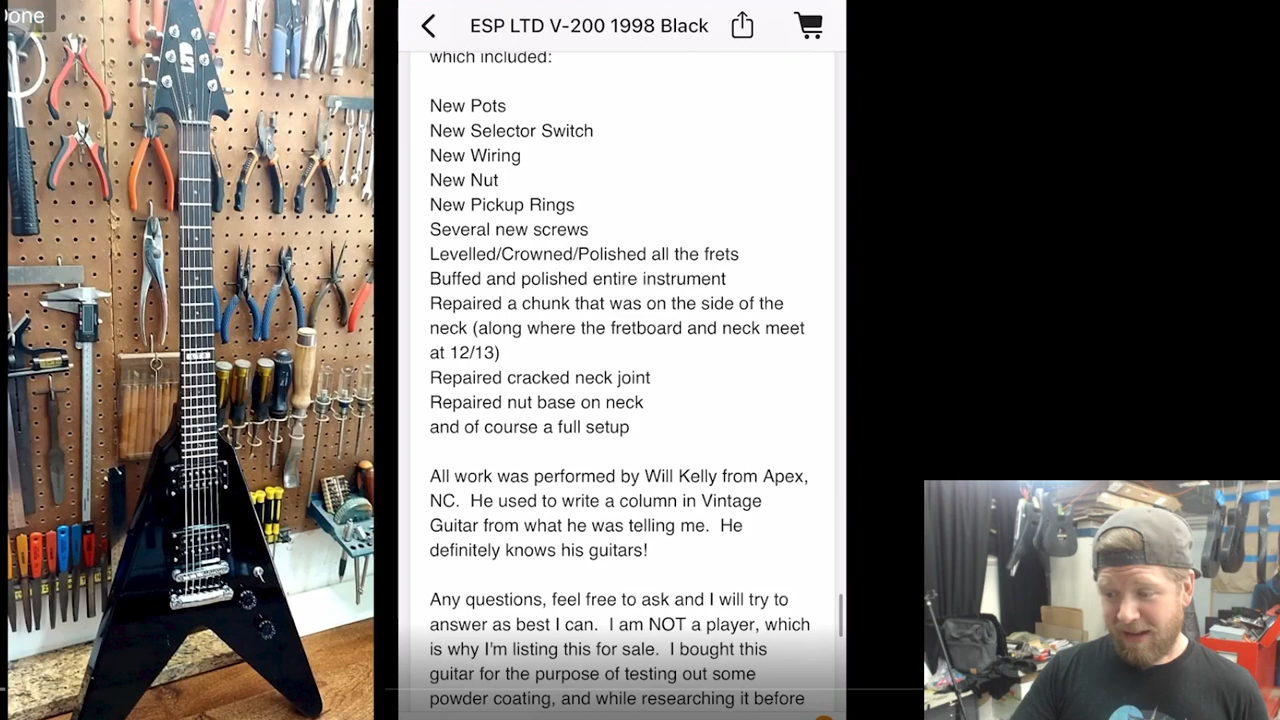 Done
ESP LTD V-200 1998 Black
which included:
New Pots
New Selector Switch
New Wiring
New Nut
New Pickup Rings
Several new screws
Levelled/Crowned/Polished all the frets
Buffed and polished entire instrument
Repaired a chunk that was on the side of the
neck (along where the fretboard and neck meet
at 12/13)
Repaired cracked neck joint
Repaired nut base on neck
and of course a full setup
All work was performed by Will Kelly from Apex,
NC.  He used to write a column in Vintage
Guitar from what he was telling me.  He
definitely knows his guitars!
Any questions, feel free to ask and I will try to
answer as best I can.  I am NOT a player, which
is why I'm listing this for sale.  I bought this
guitar for the purpose of testing out some
powder coating, and while researching it before